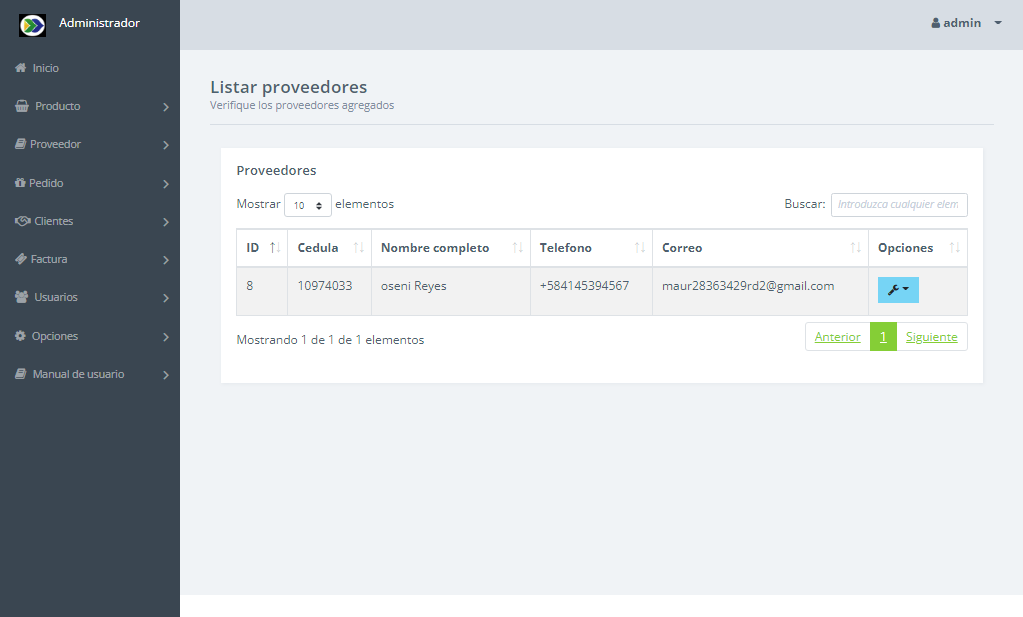 Administrador
admin
Inicio
Producto
Proveedor
Pedido
Clientes
Factura
Usuarios
Opciones
Manual de usuario
Listar proveedores
Verifique los proveedores agregados
Proveedores
Mostrar 10 elementos
Buscar: Introduzca cualquier elem
ID Cedula Nombre completo Telefono Correo Opciones
8 10974033 oseni Reyes +584145394567 maur28363429rd2@gmail.com
Mostrando 1 de 1 de 1 elementos
Anterior 1 Siguiente